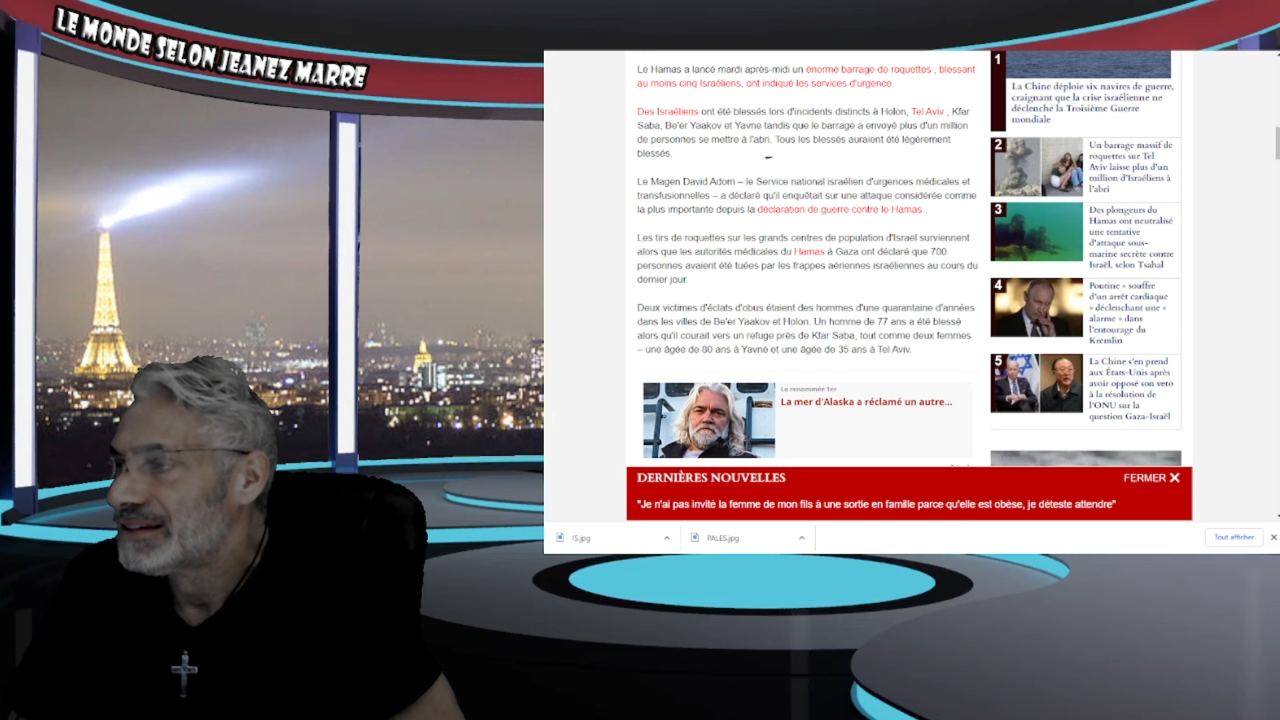 LE MONDE SELON JEANEZ MARRE
Le Hamas a lancé mardi après-midi un énorme barrage de roquettes , blessant
au moins cinq Israéliens, ont indiqué les services d'urgence.
Des Israéliens ont été blessés lors d'incidents distincts à Holon, Tel Aviv , Kfar
Saba, Be'er Yaakov et Yavne tandis que le barrage a envoyé plus d'un million
de personnes se mettre à l'abri. Tous les blessés auraient été légèrement
blessés.
Le Magen David Adom – le Service national israélien d'urgences médicales et
transfusionnelles – a déclaré qu'il enquêtait sur une attaque considérée comme
la plus importante depuis la déclaration de guerre contre le Hamas .
Les tirs de roquettes sur les grands centres de population d'Israël surviennent
alors que les autorités médicales du Hamas à Gaza ont déclaré que 700
personnes avaient été tuées par les frappes aériennes israéliennes au cours du
dernier jour.
Deux victimes d'éclats d'obus étaient des hommes d'une quarantaine d'années
dans les villes de Be'er Yaakov et Holon. Un homme de 77 ans a été blessé
alors qu'il courait vers un refuge près de Kfar Saba, tout comme deux femmes
– une âgée de 80 ans à Yavné et une âgée de 35 ans à Tel Aviv.
La renommée 1er
La mer d'Alaska a réclamé un autre...
1
La Chine déploie six navires de guerre,
craignant que la crise israélienne ne
déclenche la Troisième Guerre
mondiale
2
Un barrage massif de
roquettes sur Tel
Aviv laisse plus d'un
million d'Israéliens à
l'abri
3
Des plongeurs du
Hamas ont neutralisé
une tentative
d'attaque sous-
marine secrète contre
Israël, selon Tsahal
4
Poutine « souffre
d'un arrêt cardiaque
» déclenchant une «
alarme » dans
l'entourage du
Kremlin
5
La Chine s'en prend
aux États-Unis après
avoir opposé son veto
à la résolution de
l'ONU sur la
question Gaza-Israël
DERNIÈRES NOUVELLES
FERMER ✕
"Je n'ai pas invité la femme de mon fils à une sortie en famille parce qu'elle est obèse, je déteste attendre"
IS.jpg
PALES.jpg
Tout afficher